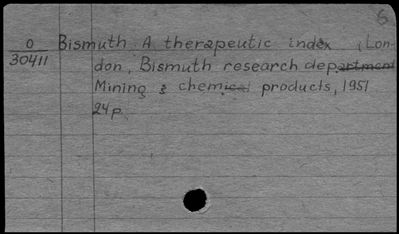 6
0 Bismuth. A therapeutic index, (Lon-
30411 don, Bismuth research department
Mining & chemical products, 1951
24p.